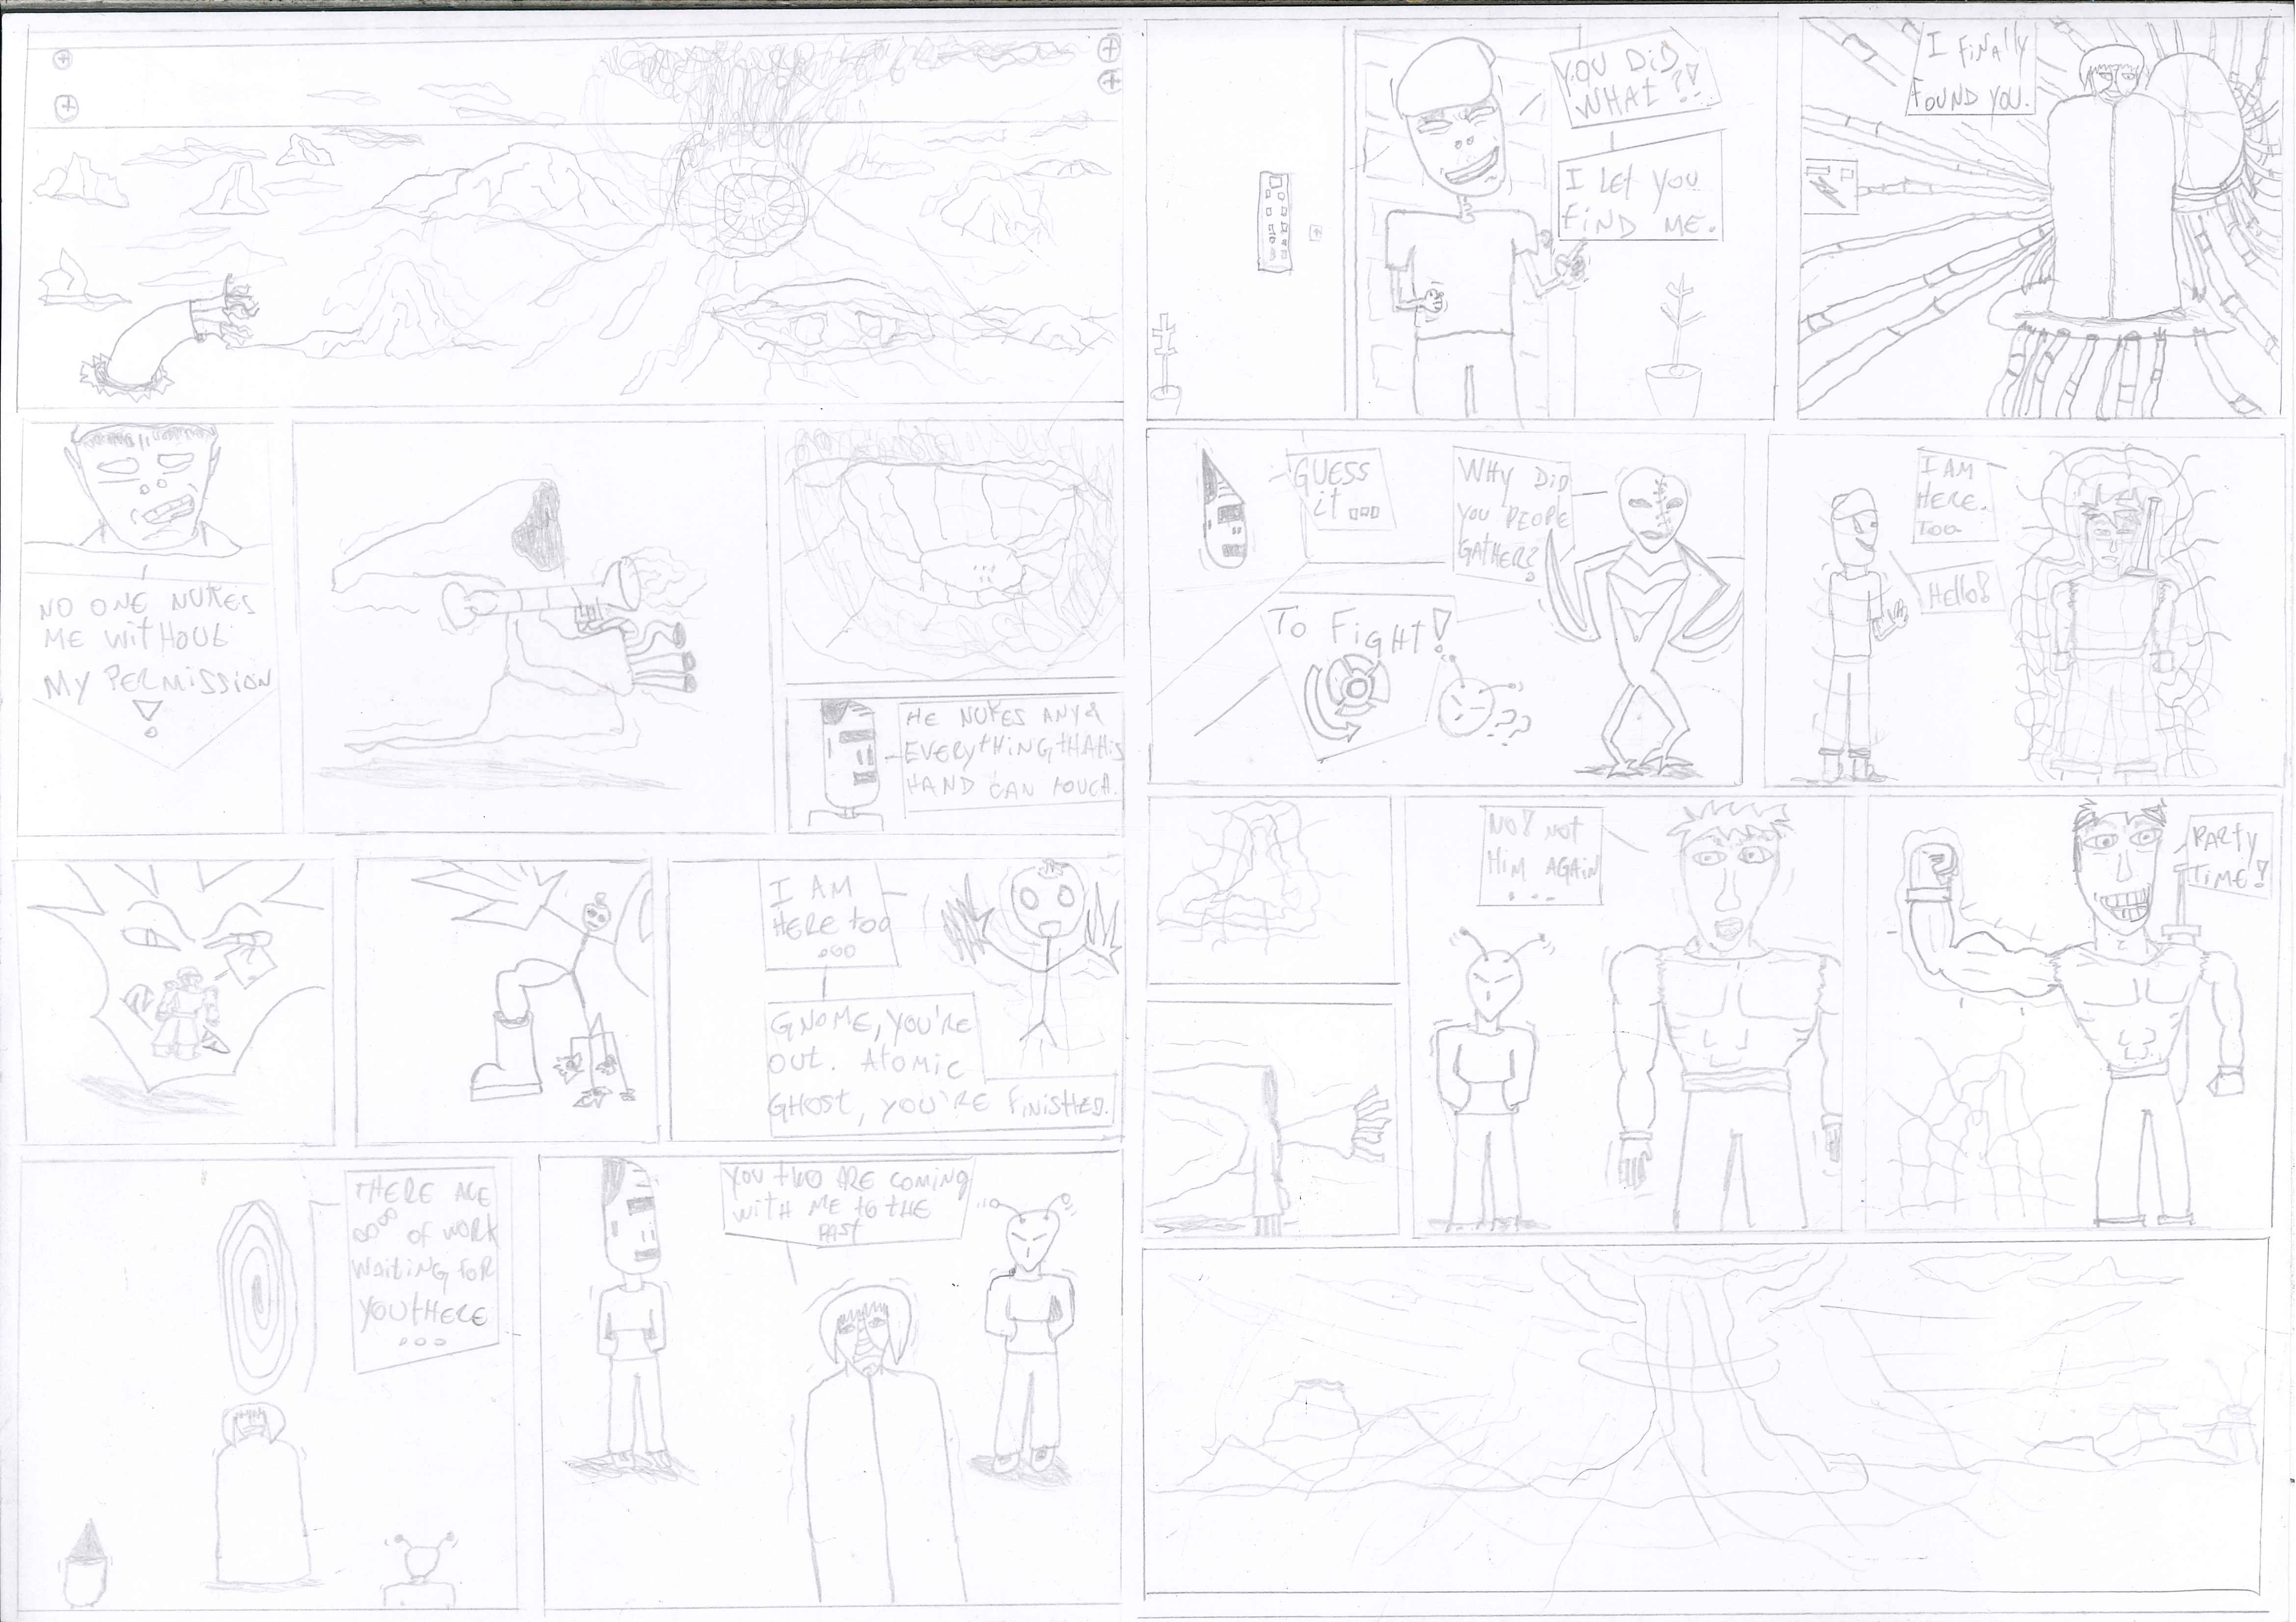 I FiNAlly
FOUND YOU.
YOU DiD
WHAt?!
I LEt YOU
FiND ME.
I AM
HERE.
Too
HEllo!
WHY DiD
YOU PEOPLE
GAtHER?
GUESS
it ...
To FiGHt!
??
PARty
TiME!
NO! Not
HiM AGAiN
...
HE NUKES ANY&
EVERYtHiNG tHAt HiS
HAND CAN tOUCH.
NO ONE NUKES
ME WitHOUt
MY PERMiSSiON
!
I AM
HERE too
...
GNOME, YOU'RE
OUt. AtOMiC
GHOSt, YOU'RE FiNiSHED.
YOU tWO ARE COMiNG
WitH ME tO tHE
PASt
tHERE ARE
∞ OF WORK
WAitiNG FOR
YOU tHERE
...